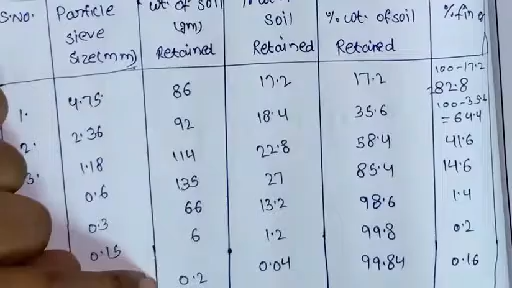 S.NO. Particle sieve size(mm) wt. of soil (gm) Retained soil Retained % wt. of soil Retained % fin
1. 4.75 86 17.2 17.2 100-17.2 =82.8
2. 2.36 92 18.4 35.6 100-35.4 = 64.4
3. 1.18 114 22.8 58.4 41.6
0.6 135 27 85.4 14.6
0.3 66 13.2 98.6 1.4
0.15 6 1.2 99.8 0.2
0.2 0.04 99.84 0.16